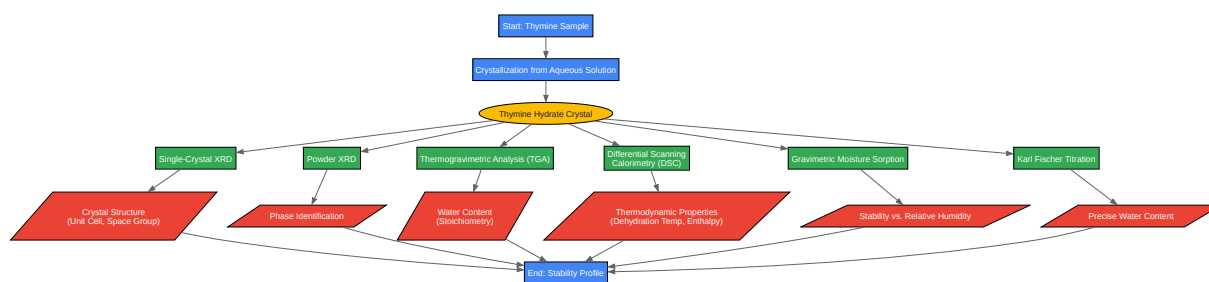 Start: Thymine Sample
Crystallization from Aqueous Solution
Thymine Hydrate Crystal
Single-Crystal XRD
Powder XRD
Thermogravimetric Analysis (TGA)
Differential Scanning
Calorimetry (DSC)
Gravimetric Moisture Sorption
Karl Fischer Titration
Crystal Structure
(Unit Cell, Space Group)
Phase Identification
Water Content
(Stoichiometry)
Thermodynamic Properties
(Dehydration Temp, Enthalpy)
Stability vs. Relative Humidity
Precise Water Content
End: Stability Profile